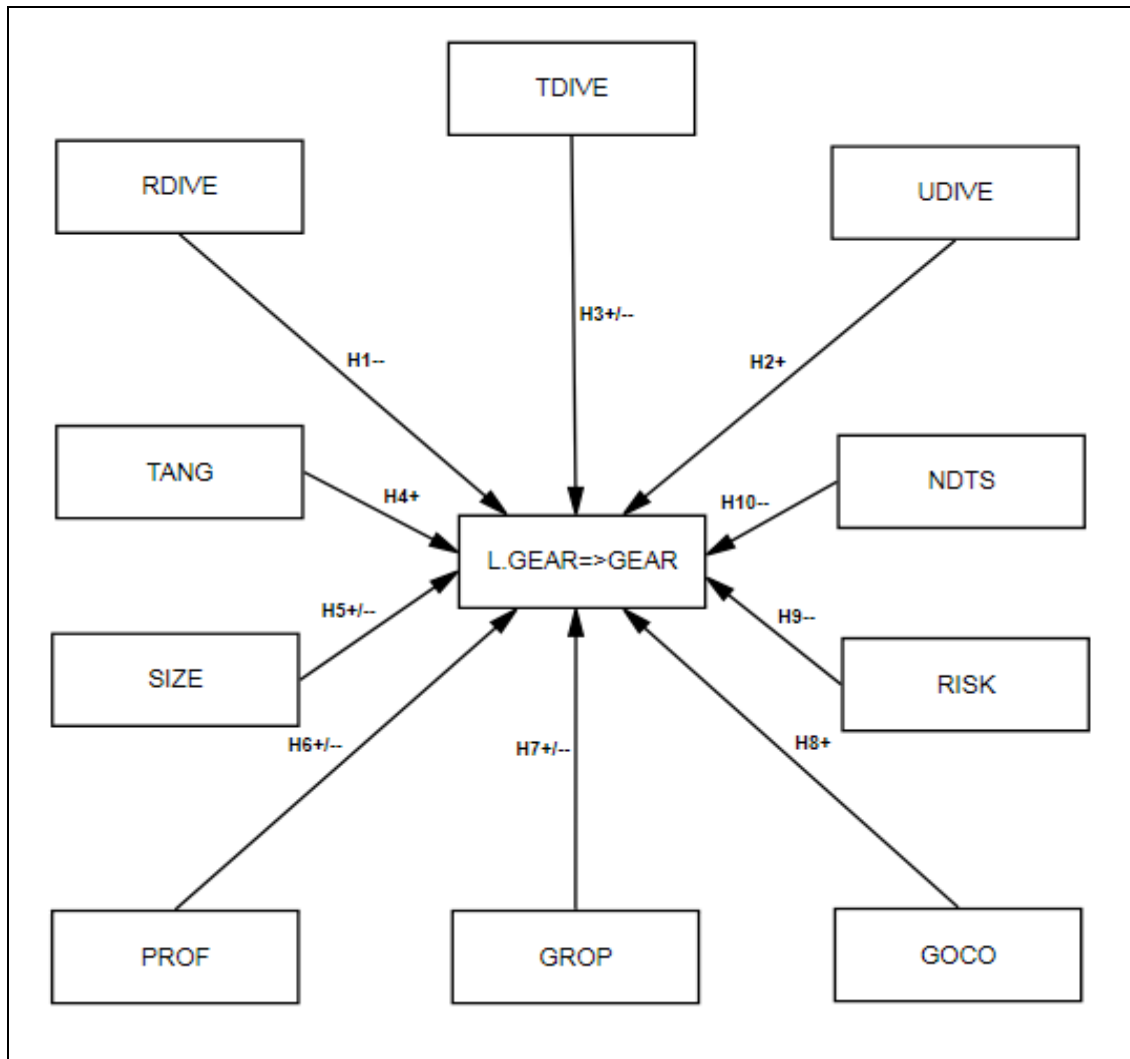 TDIVE
RDIVE
UDIVE
H3+/--
H1--
H2+
TANG
NDTS
H4+
H10--
L.GEAR=>GEAR
H5+/--
H9--
SIZE
RISK
H6+/--
H7+/--
H8+
PROF
GROP
GOCO